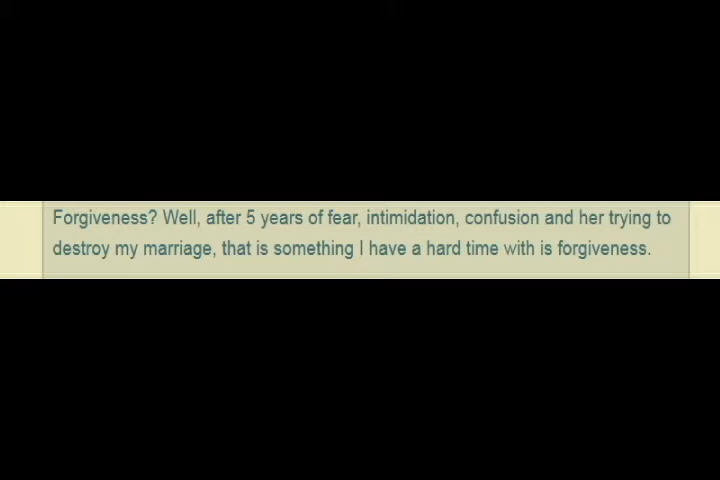 Forgiveness? Well, after 5 years of fear, intimidation, confusion and her trying to
destroy my marriage, that is something I have a hard time with is forgiveness.